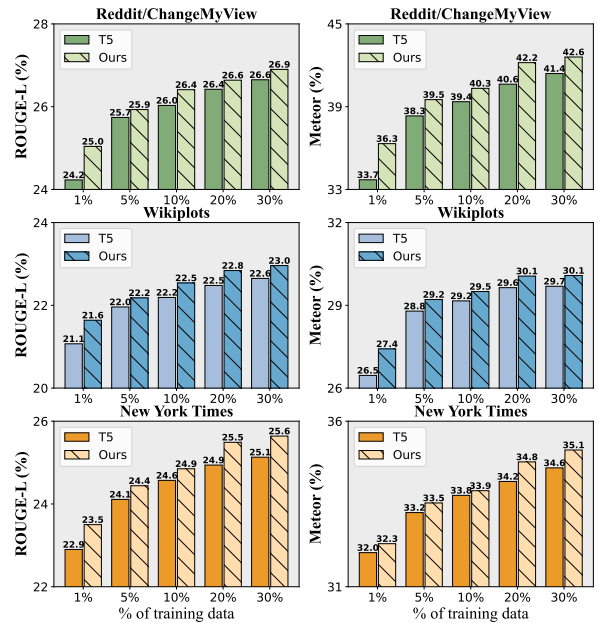 Reddit/ChangeMyView
ROUGE-L (%)
28
26
24
T5
Ours
24.2 25.0 25.7 25.9 26.0 26.4 26.4 26.6 26.6 26.9
1% 5% 10% 20% 30%
Reddit/ChangeMyView
Meteor (%)
45
39
33
T5
Ours
33.7 36.3 38.3 39.5 39.4 40.3 40.6 42.2 41.4 42.6
1% 5% 10% 20% 30%
Wikiplots
ROUGE-L (%)
24
22
20
T5
Ours
21.1 21.6 22.0 22.2 22.2 22.5 22.5 22.8 22.6 23.0
1% 5% 10% 20% 30%
Wikiplots
Meteor (%)
32
29
26
T5
Ours
26.5 27.4 28.8 29.2 29.2 29.5 29.6 30.1 29.7 30.1
1% 5% 10% 20% 30%
New York Times
ROUGE-L (%)
26
24
22
T5
Ours
22.9 23.5 24.1 24.4 24.6 24.9 24.9 25.5 25.1 25.6
1% 5% 10% 20% 30%
% of training data
New York Times
Meteor (%)
36
31
T5
Ours
32.0 32.3 33.2 33.5 33.8 33.9 34.2 34.8 34.6 35.1
1% 5% 10% 20% 30%
% of training data